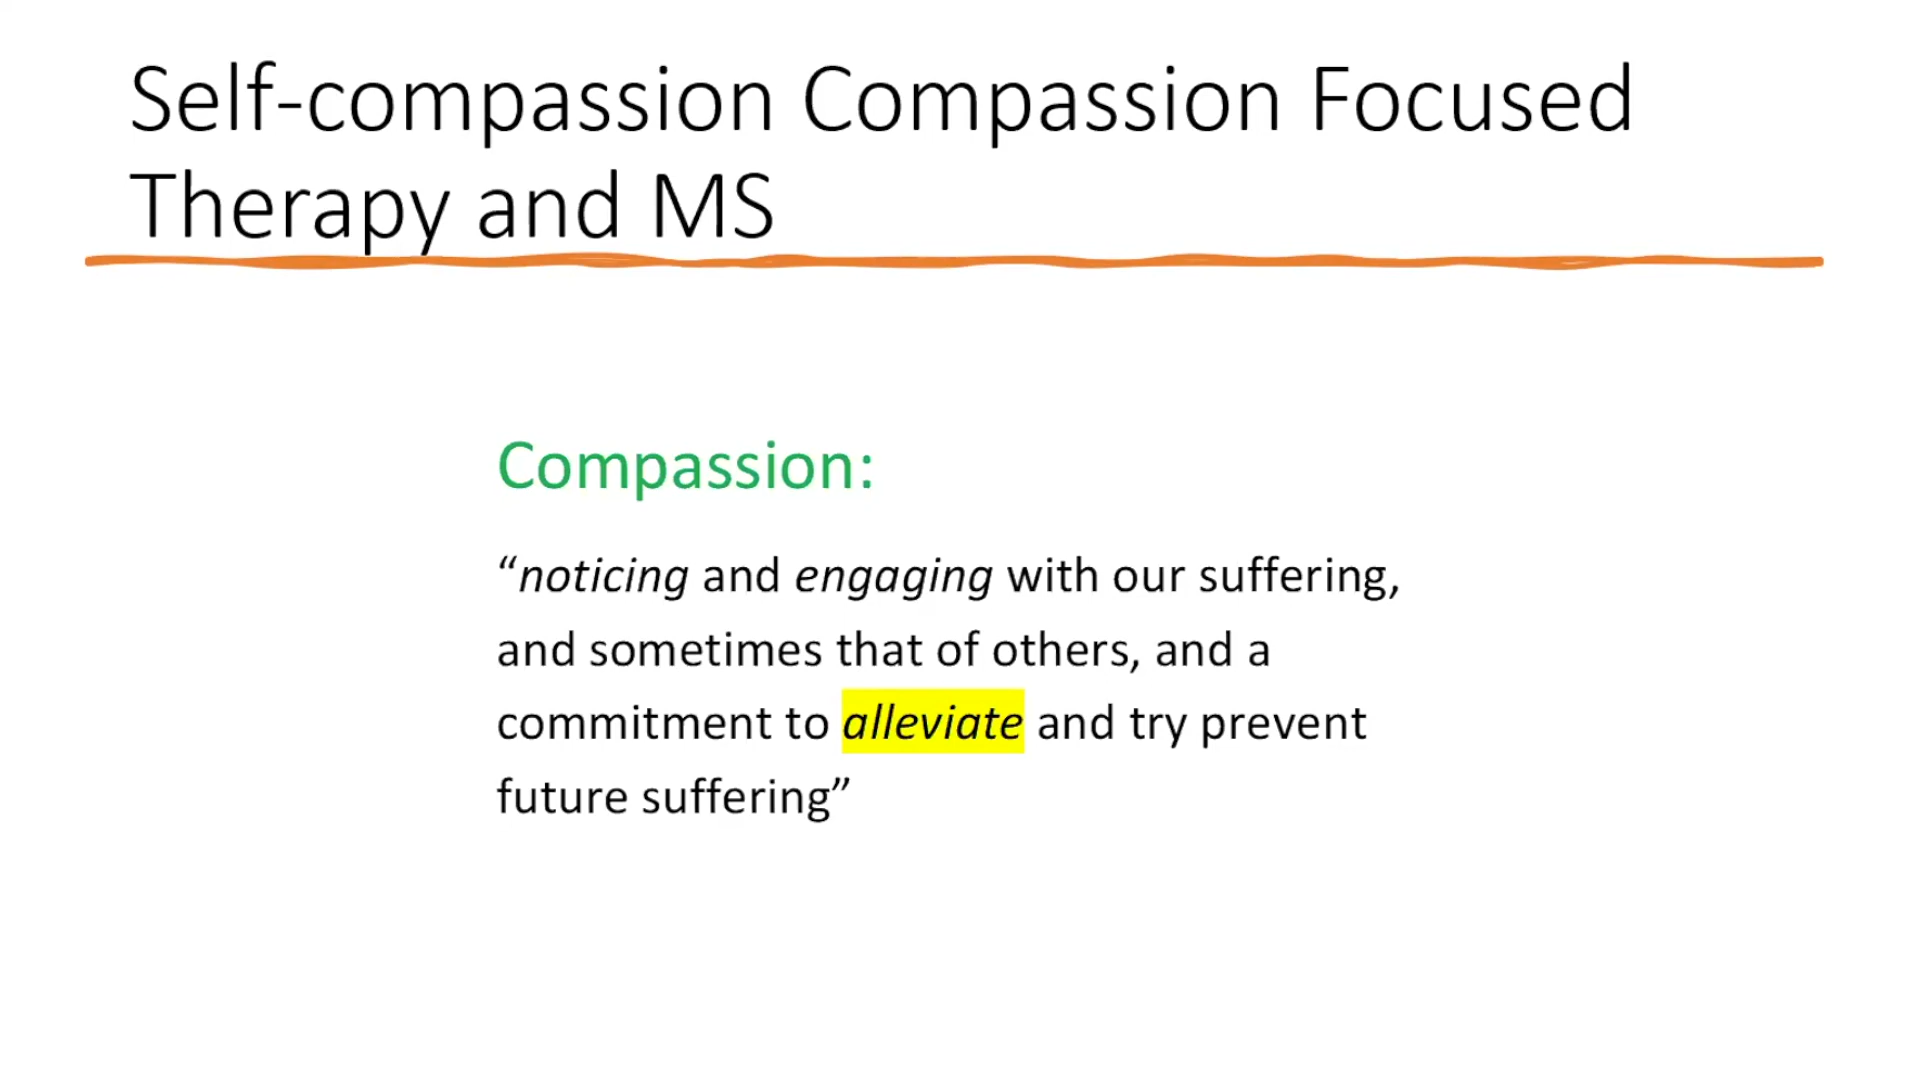 Self-compassion Compassion Focused
Therapy and MS
Compassion:
“noticing and engaging with our suffering,
and sometimes that of others, and a
commitment to alleviate and try prevent
future suffering”